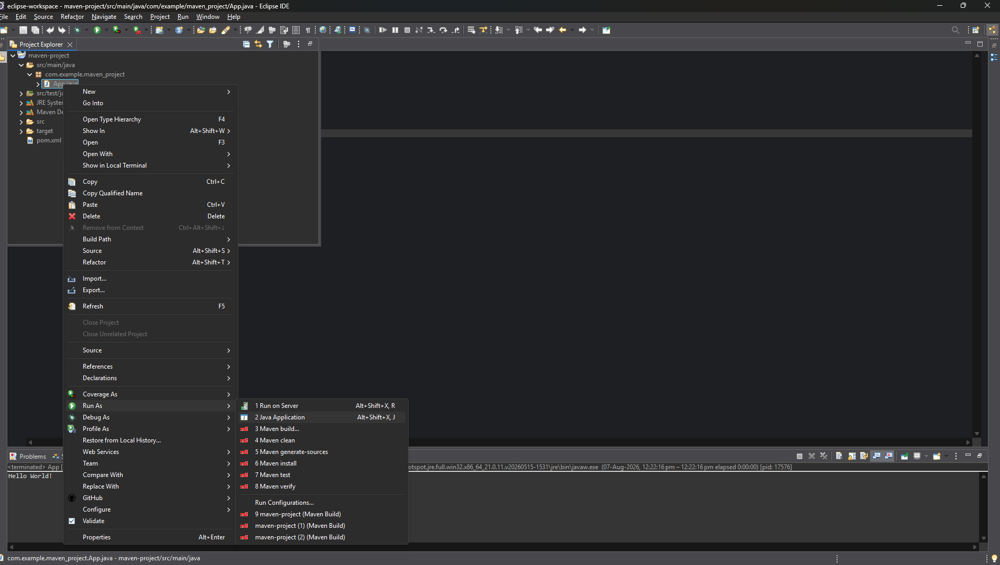 eclipse-workspace - maven-project/src/main/java/com/example/maven_project/App.java - Eclipse IDE
Edit Source Refactor Navigate Search Project Run Window Help
Project Explorer
maven-project
src/main/java
com.example.maven_project
App.java
src/test/ja
JRE System
Maven De
src
target
pom.xml
New
Go Into
Open Type Hierarchy F4
Show In Alt+Shift+W
Open F3
Open With
Show in Local Terminal
Copy Ctrl+C
Copy Qualified Name
Paste Ctrl+V
Delete Delete
Remove from Context Ctrl+Alt+Shift+↓
Build Path
Source Alt+Shift+S
Refactor Alt+Shift+T
Import...
Export...
Refresh F5
Close Project
Close Unrelated Project
Source
References
Declarations
Coverage As
Run As
Debug As
Profile As
Restore from Local History...
Web Services
Team
Compare With
Replace With
GitHub
Configure
Validate
Properties Alt+Enter
1 Run on Server Alt+Shift+X, R
2 Java Application Alt+Shift+X, J
3 Maven build...
4 Maven clean
5 Maven generate-sources
6 Maven install
7 Maven test
8 Maven verify
Run Configurations...
9 maven-project (Maven Build)
maven-project (1) (Maven Build)
maven-project (2) (Maven Build)
Problems
<terminated> App [ otspot.jre.full.win32.x86_64_21.0.11.v20260515-1531\jre\bin\javaw.exe (07-Aug-2026, 12:22:16 pm – 12:22:16 pm elapsed 0:00:00) [pid: 17576]
Hello World!
com.example.maven_project.App.java - maven-project/src/main/java